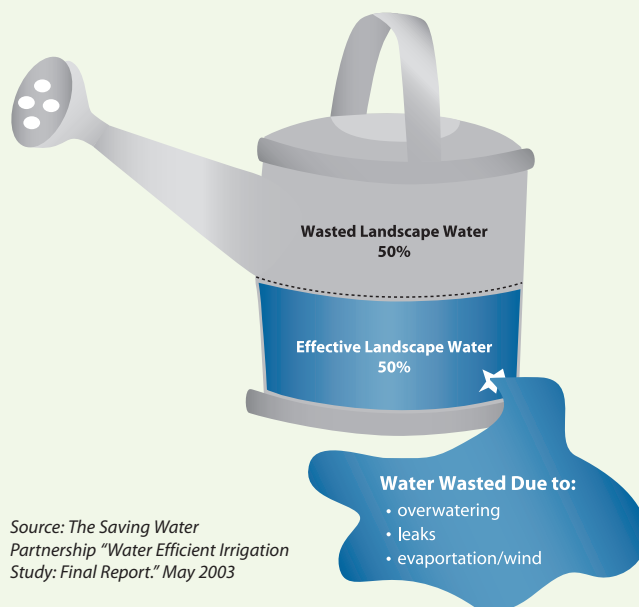 Wasted Landscape Water
50%
Effective Landscape Water
50%
Water Wasted Due to:
• overwatering
• leaks
• evaportation/wind
Source: The Saving Water
Partnership “Water Efficient Irrigation
Study: Final Report.” May 2003